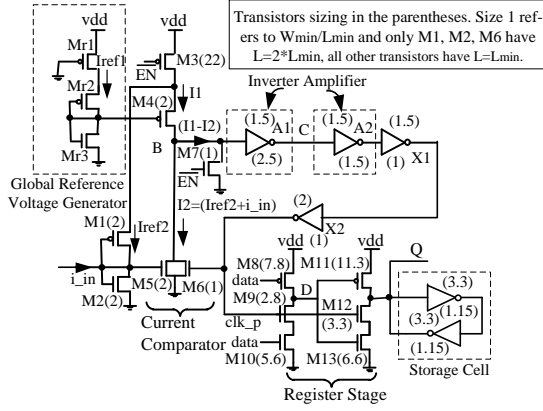 Transistors sizing in the parentheses. Size 1 ref-
ers to Wmin/Lmin and only M1, M2, M6 have
L=2*Lmin, all other transistors have L=Lmin.
vdd
vdd
Mr1
Iref1
Mr2
Mr3
Global Reference
Voltage Generator
M3(22)
EN
I1
M4(2)
(I1-I2)
B
M7(1)
EN
Inverter Amplifier
(1.5)
A1
(2.5)
C
(1.5)
A2
(1.5)
(1.5)
(1)
X1
I2=(Iref2+i_in)
(2)
X2
(1)
M1(2)
Iref2
i_in
M2(2)
M5(2)
M6(1)
Current
Comparator
vdd
vdd
M8(7.8)
M11(11.3)
data
D
M9(2.8)
M12
(3.3)
clk_p
data
M10(5.6)
M13(6.6)
Register Stage
Q
(3.3)
(1.15)
(3.3)
(1.15)
Storage Cell